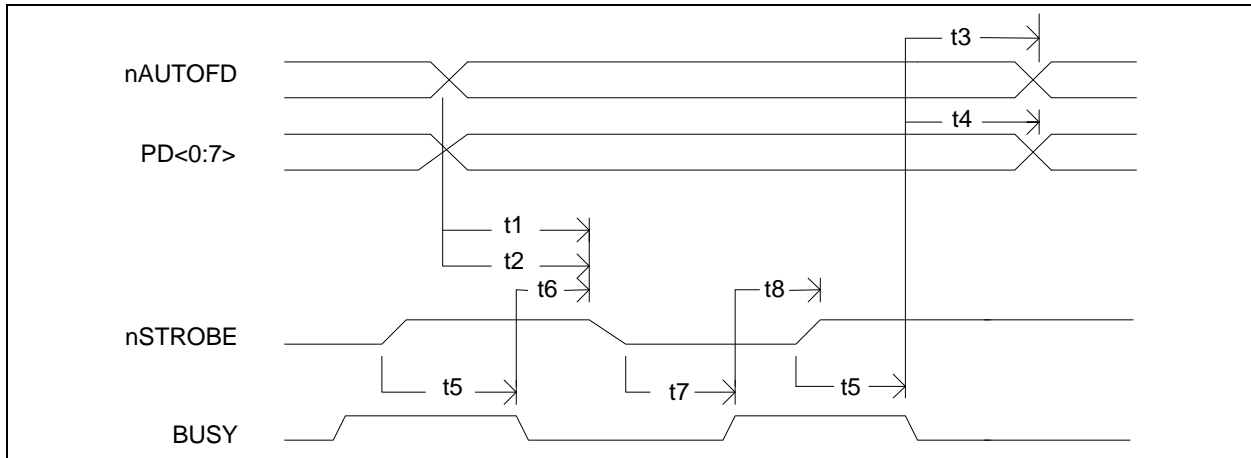 t3
nAUTOFD
t4
PD<0:7>
t1
t2
t6
t8
nSTROBE
t5
t7
t5
BUSY